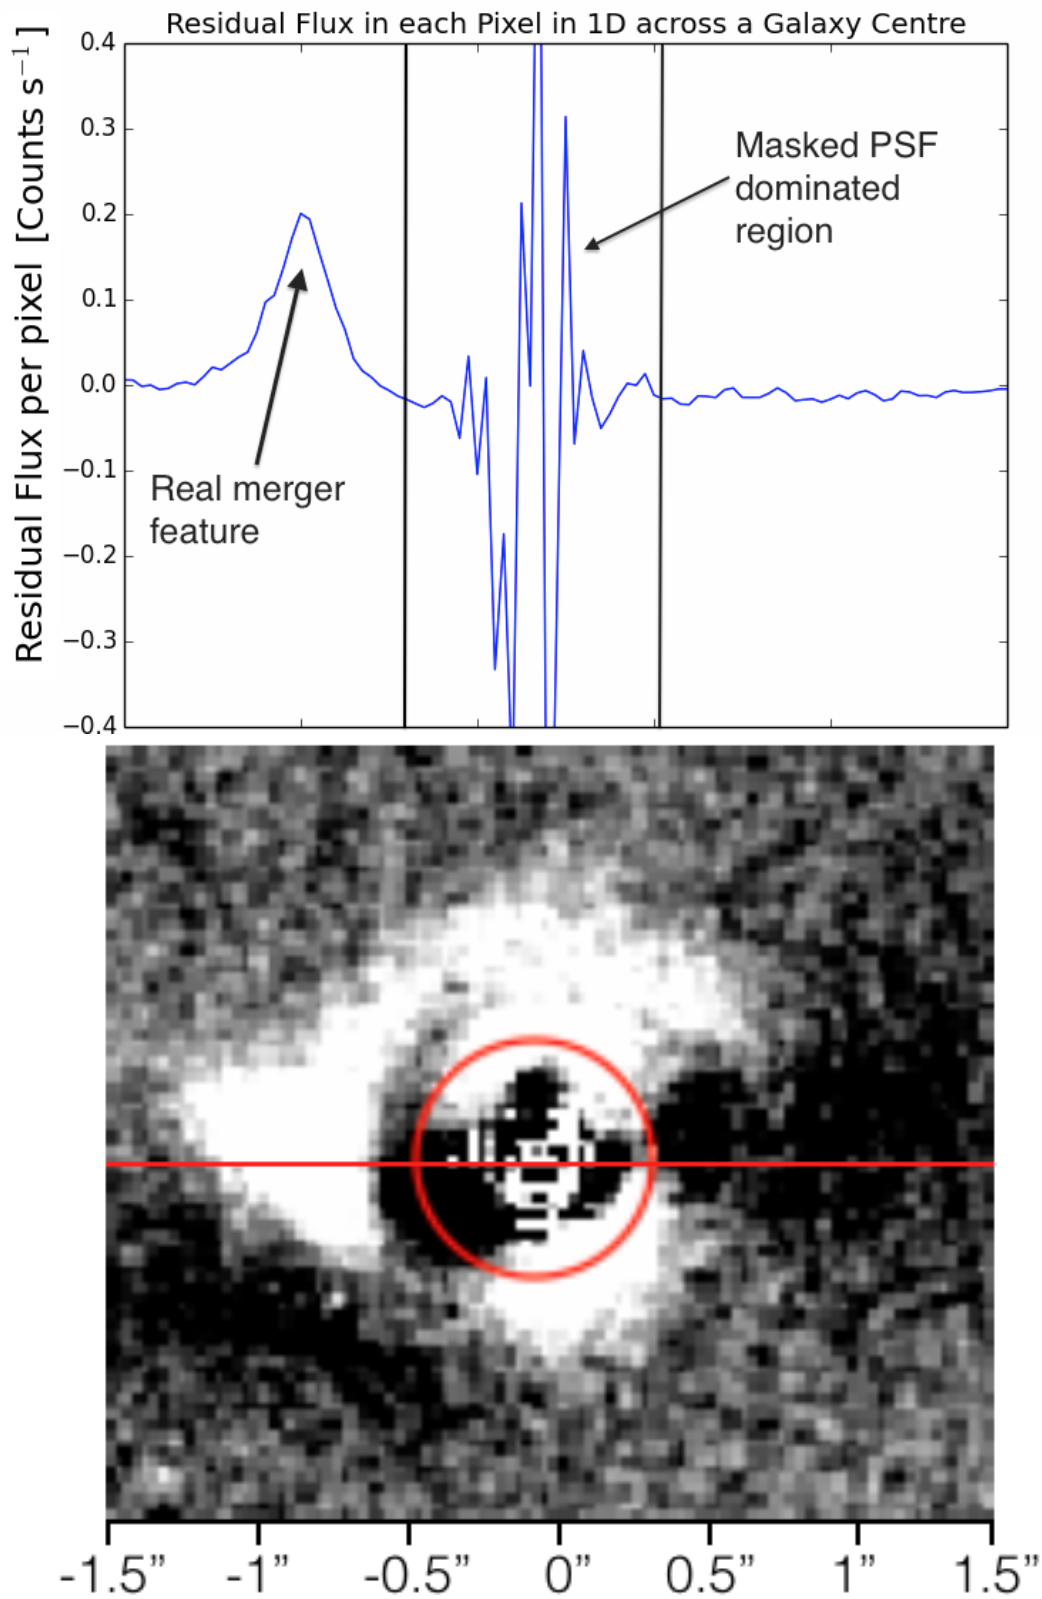 Residual Flux in each Pixel in 1D across a Galaxy Centre
Residual Flux per pixel [Counts s⁻¹]
0.4
0.3
0.2
0.1
0.0
−0.1
−0.2
−0.3
−0.4
Masked PSF
dominated
region
Real merger
feature
-1.5” -1” -0.5” 0” 0.5” 1” 1.5”